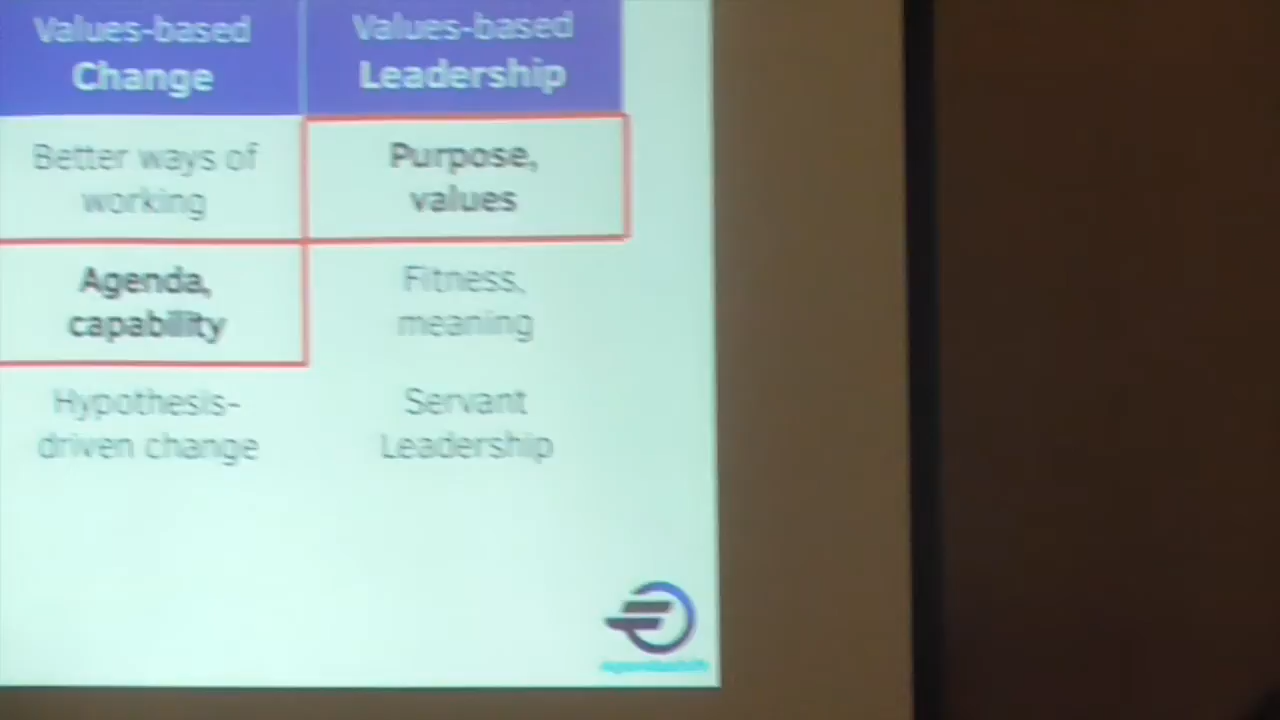 Values-based
Change
Values-based
Leadership
Better ways of
working
Purpose,
values
Agenda,
capability
Fitness,
meaning
Hypothesis-
driven change
Servant
Leadership